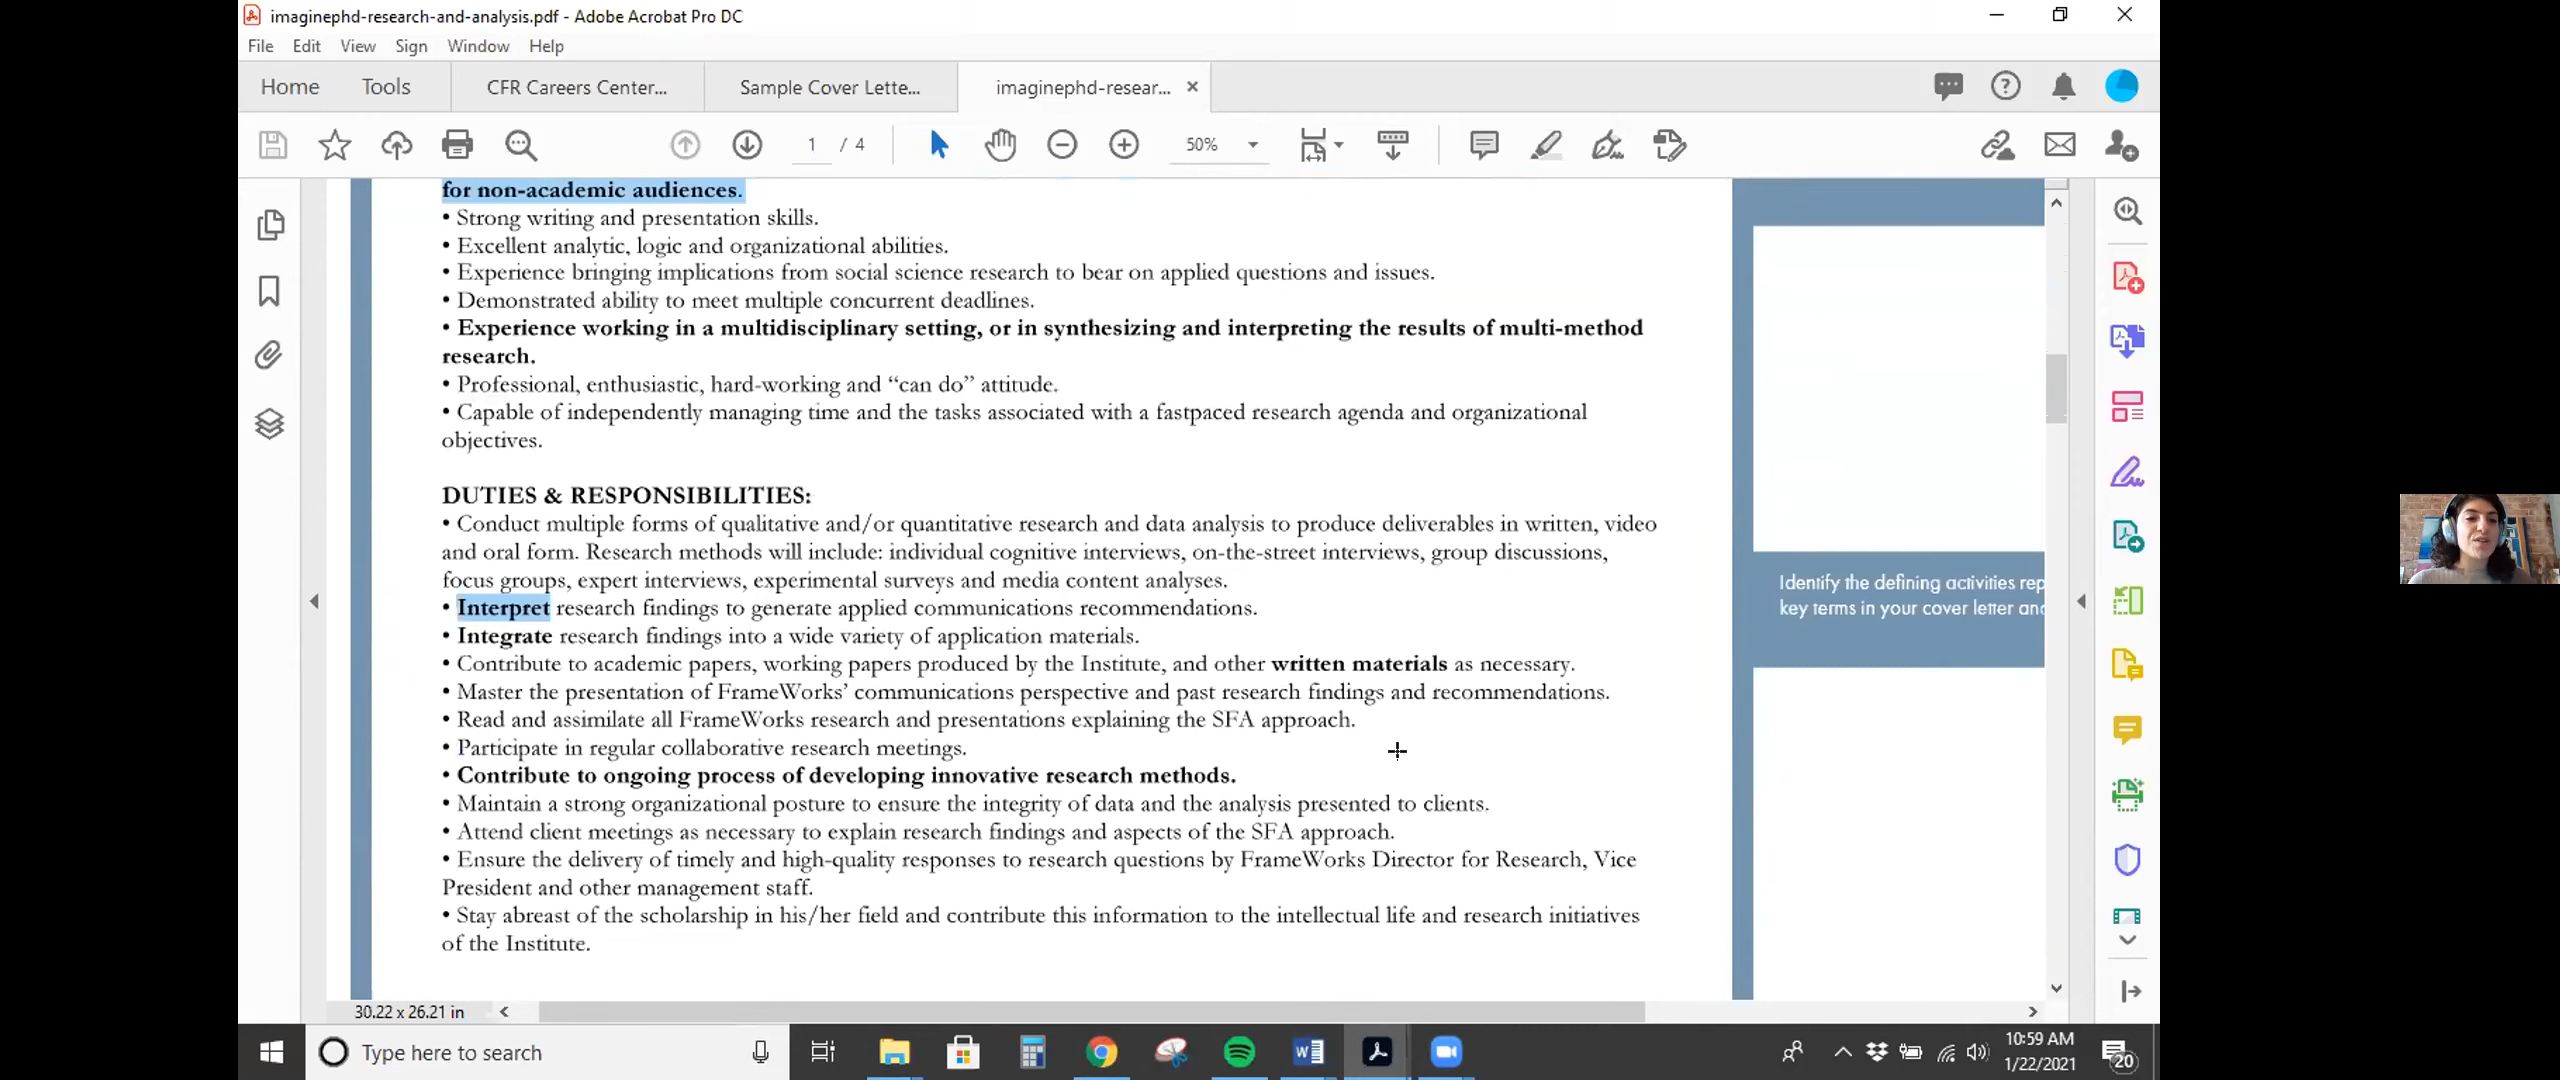 imaginephd-research-and-analysis.pdf - Adobe Acrobat Pro DC
File Edit View Sign Window Help
Home Tools CFR Careers Center... Sample Cover Lette... imaginephd-resear...
1 / 4 50%
for non-academic audiences.
• Strong writing and presentation skills.
• Excellent analytic, logic and organizational abilities.
• Experience bringing implications from social science research to bear on applied questions and issues.
• Demonstrated ability to meet multiple concurrent deadlines.
• Experience working in a multidisciplinary setting, or in synthesizing and interpreting the results of multi-method
research.
• Professional, enthusiastic, hard-working and “can do” attitude.
• Capable of independently managing time and the tasks associated with a fastpaced research agenda and organizational
objectives.
DUTIES & RESPONSIBILITIES:
• Conduct multiple forms of qualitative and/or quantitative research and data analysis to produce deliverables in written, video
and oral form. Research methods will include: individual cognitive interviews, on-the-street interviews, group discussions,
focus groups, expert interviews, experimental surveys and media content analyses.
• Interpret research findings to generate applied communications recommendations.
• Integrate research findings into a wide variety of application materials.
• Contribute to academic papers, working papers produced by the Institute, and other written materials as necessary.
• Master the presentation of FrameWorks’ communications perspective and past research findings and recommendations.
• Read and assimilate all FrameWorks research and presentations explaining the SFA approach.
• Participate in regular collaborative research meetings.
• Contribute to ongoing process of developing innovative research methods.
• Maintain a strong organizational posture to ensure the integrity of data and the analysis presented to clients.
• Attend client meetings as necessary to explain research findings and aspects of the SFA approach.
• Ensure the delivery of timely and high-quality responses to research questions by FrameWorks Director for Research, Vice
President and other management staff.
• Stay abreast of the scholarship in his/her field and contribute this information to the intellectual life and research initiatives
of the Institute.
Identify the defining activities rep
key terms in your cover letter and
30.22 x 26.21 in
Type here to search
10:59 AM
1/22/2021
20